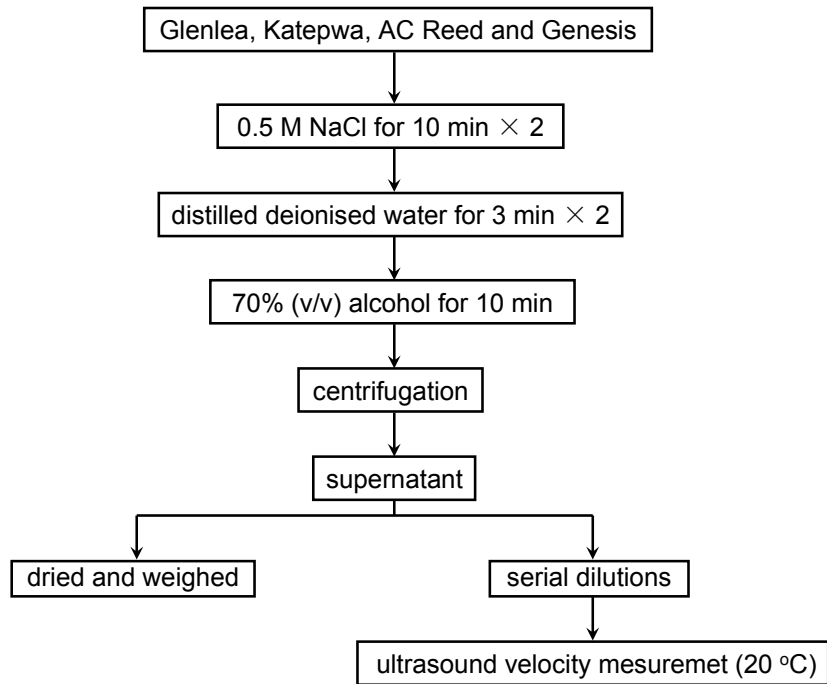 Glenlea, Katepwa, AC Reed and Genesis
0.5 M NaCl for 10 min × 2
distilled deionised water for 3 min × 2
70% (v/v) alcohol for 10 min
centrifugation
supernatant
dried and weighed
serial dilutions
ultrasound velocity mesuremet (20 °C)